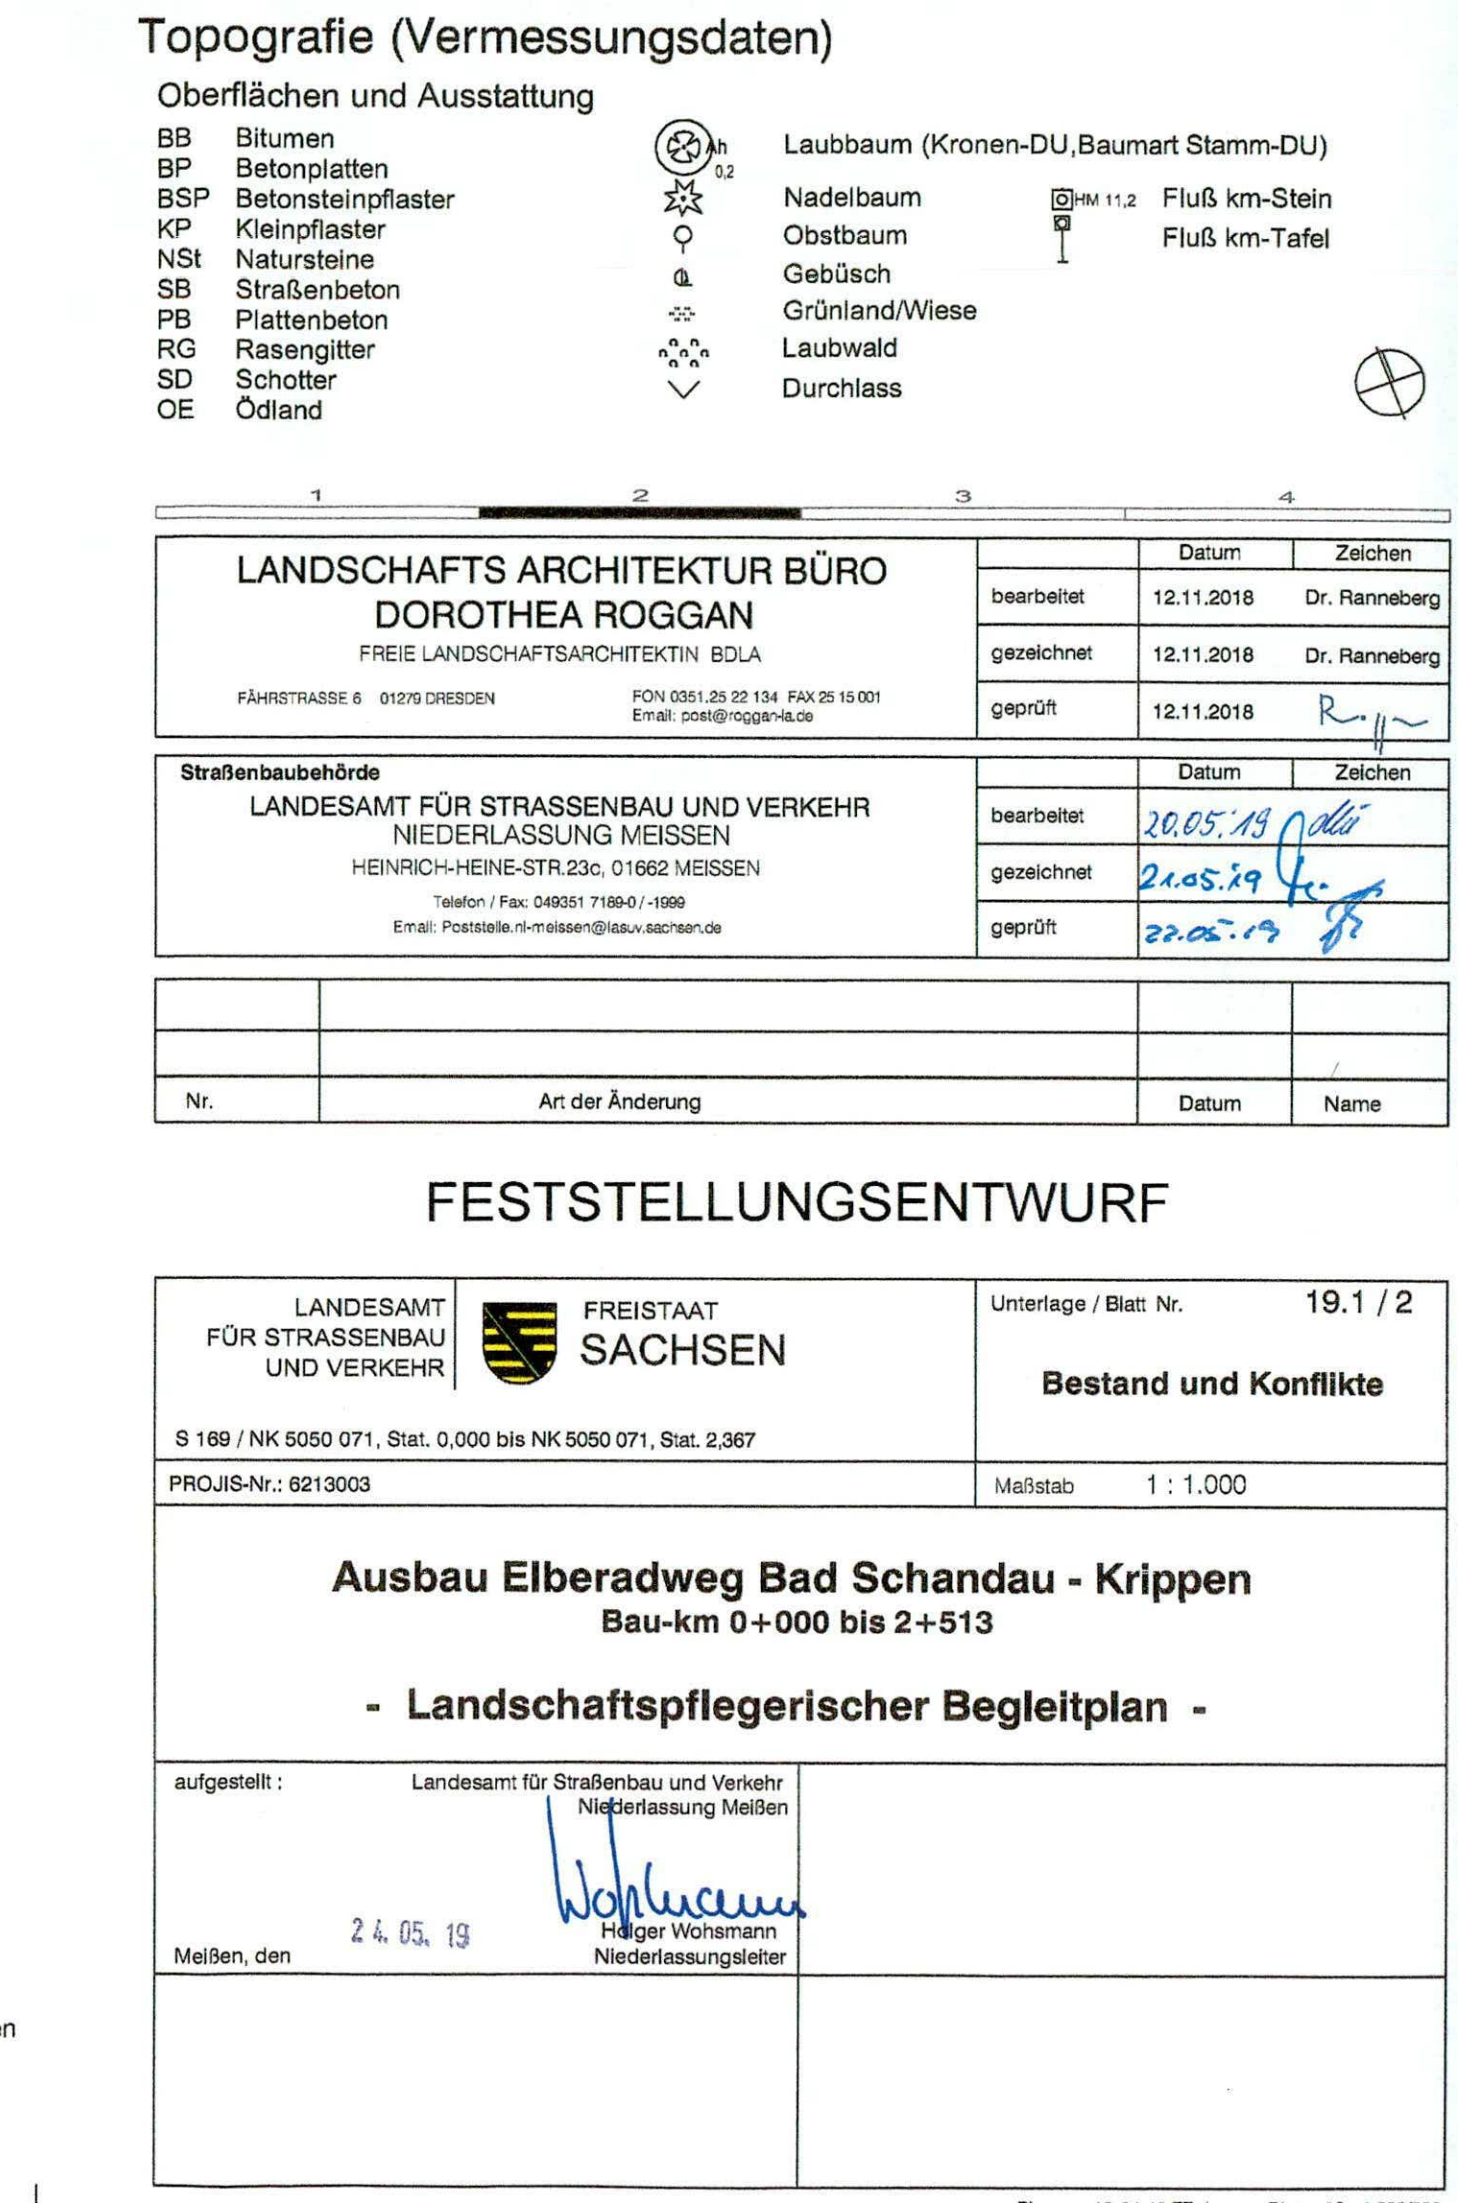 Topografie (Vermessungsdaten)
Oberflächen und Ausstattung
BB Bitumen
BP Betonplatten
BSP Betonsteinpflaster
KP Kleinpflaster
NSt Natursteine
SB Straßenbeton
PB Plattenbeton
RG Rasengitter
SD Schotter
OE Ödland
Ah
0,2
Laubbaum (Kronen-DU,Baumart Stamm-DU)
Nadelbaum
Obstbaum
Gebüsch
Grünland/Wiese
Laubwald
Durchlass
HM 11,2 Fluß km-Stein
Fluß km-Tafel
1 2 3 4
LANDSCHAFTS ARCHITEKTUR BÜRO
DOROTHEA ROGGAN
FREIE LANDSCHAFTSARCHITEKTIN BDLA
FÄHRSTRASSE 6 01279 DRESDEN
FON 0351.25 22 134 FAX 25 15 001
Email: post@roggan-la.de
Datum Zeichen
bearbeitet 12.11.2018 Dr. Ranneberg
gezeichnet 12.11.2018 Dr. Ranneberg
geprüft 12.11.2018
Straßenbaubehörde
LANDESAMT FÜR STRASSENBAU UND VERKEHR
NIEDERLASSUNG MEISSEN
HEINRICH-HEINE-STR.23c, 01662 MEISSEN
Telefon / Fax: 049351 7189-0 / -1999
Email: Poststelle.nl-meissen@lasuv.sachsen.de
Datum Zeichen
bearbeitet 20.05.'19
gezeichnet 21.05.19
geprüft 22.05.19
Nr. Art der Änderung Datum Name
FESTSTELLUNGSENTWURF
LANDESAMT
FÜR STRASSENBAU
UND VERKEHR
FREISTAAT
SACHSEN
S 169 / NK 5050 071, Stat. 0,000 bis NK 5050 071, Stat. 2,367
Unterlage / Blatt Nr. 19.1 / 2
Bestand und Konflikte
PROJIS-Nr.: 6213003
Maßstab 1 : 1.000
Ausbau Elberadweg Bad Schandau - Krippen
Bau-km 0+000 bis 2+513
- Landschaftspflegerischer Begleitplan -
aufgestellt : Landesamt für Straßenbau und Verkehr
Niederlassung Meißen
Wohsmann
24. 05. 19
Holger Wohsmann
Meißen, den Niederlassungsleiter
en